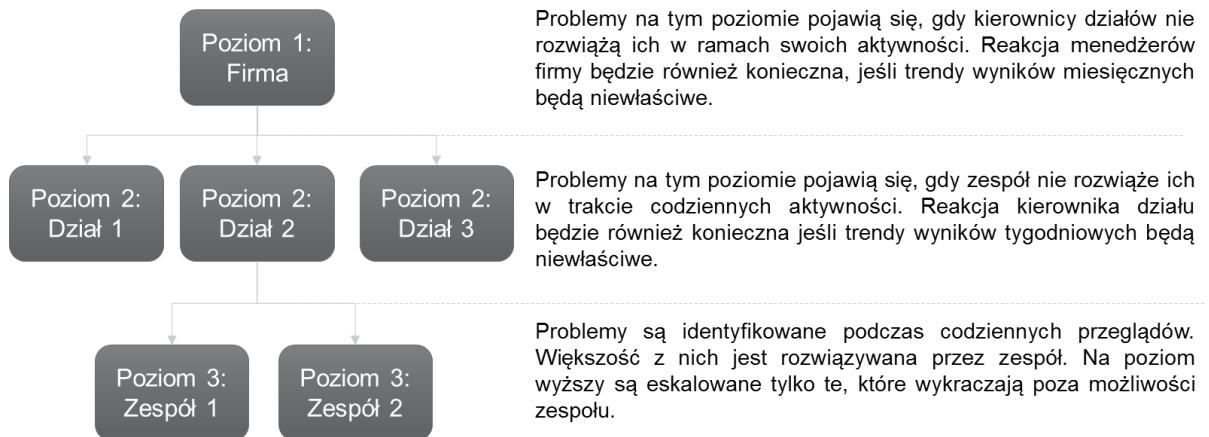 Poziom 1:
Firma
Problemy na tym poziomie pojawią się, gdy kierownicy działów nie
rozwiążą ich w ramach swoich aktywności. Reakcja menedżerów
firmy będzie również konieczna, jeśli trendy wyników miesięcznych
będą niewłaściwe.
Poziom 2:
Dział 1
Poziom 2:
Dział 2
Poziom 2:
Dział 3
Problemy na tym poziomie pojawią się, gdy zespół nie rozwiąże ich
w trakcie codziennych aktywności. Reakcja kierownika działu
będzie również konieczna jeśli trendy wyników tygodniowych będą
niewłaściwe.
Poziom 3:
Zespół 1
Poziom 3:
Zespół 2
Problemy są identyfikowane podczas codziennych przeglądów.
Większość z nich jest rozwiązywana przez zespół. Na poziom
wyższy są eskalowane tylko te, które wykraczają poza możliwości
zespołu.